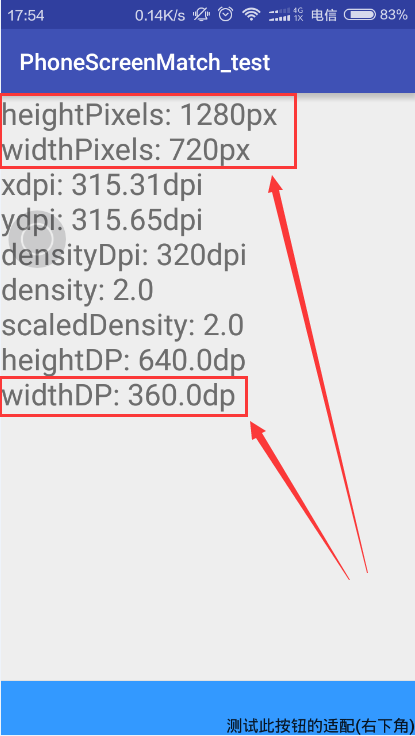 17:54 0.14K/s 4G 1X 电信 83%
PhoneScreenMatch_test
heightPixels: 1280px
widthPixels: 720px
xdpi: 315.31dpi
ydpi: 315.65dpi
densityDpi: 320dpi
density: 2.0
scaledDensity: 2.0
heightDP: 640.0dp
widthDP: 360.0dp
测试此按钮的适配(右下角)